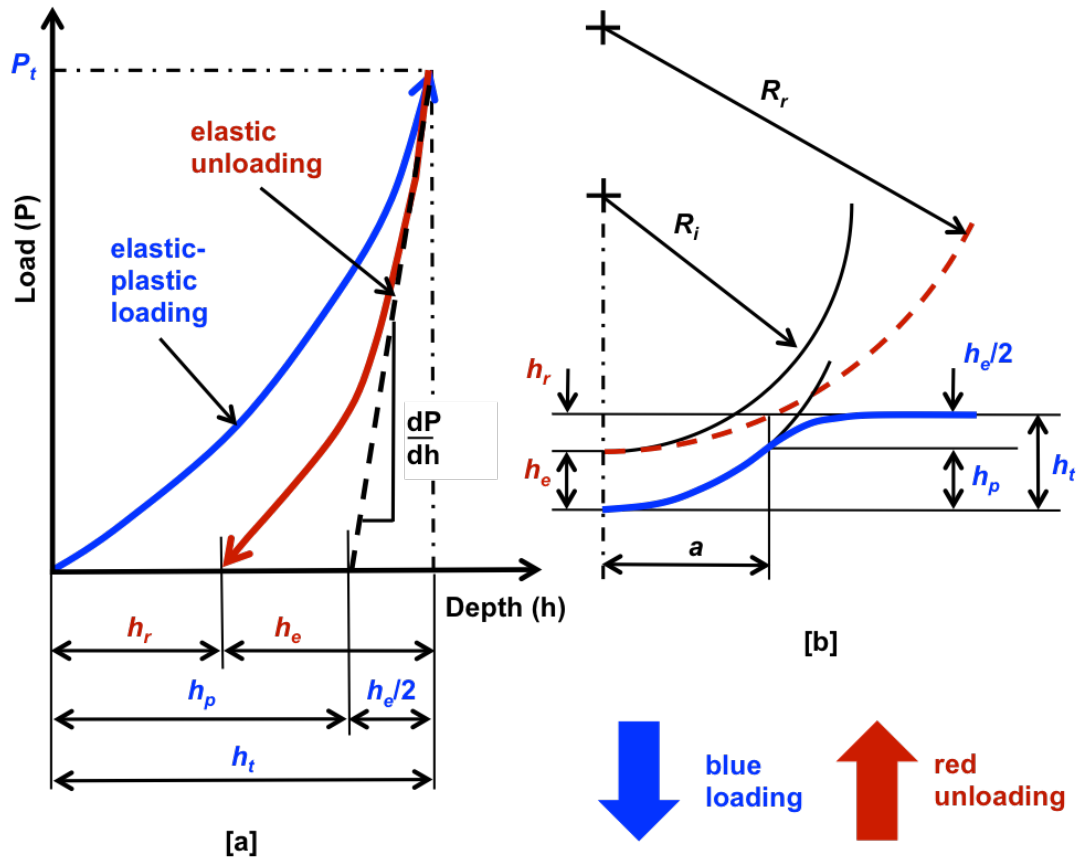 P_t
Load (P)
elastic
unloading
elastic-
plastic
loading
dP
dh
Depth (h)
h_r
h_e
h_p
h_e/2
h_t
[a]
R_r
R_i
h_r
h_e/2
h_e
h_p
h_t
a
[b]
blue
loading
red
unloading